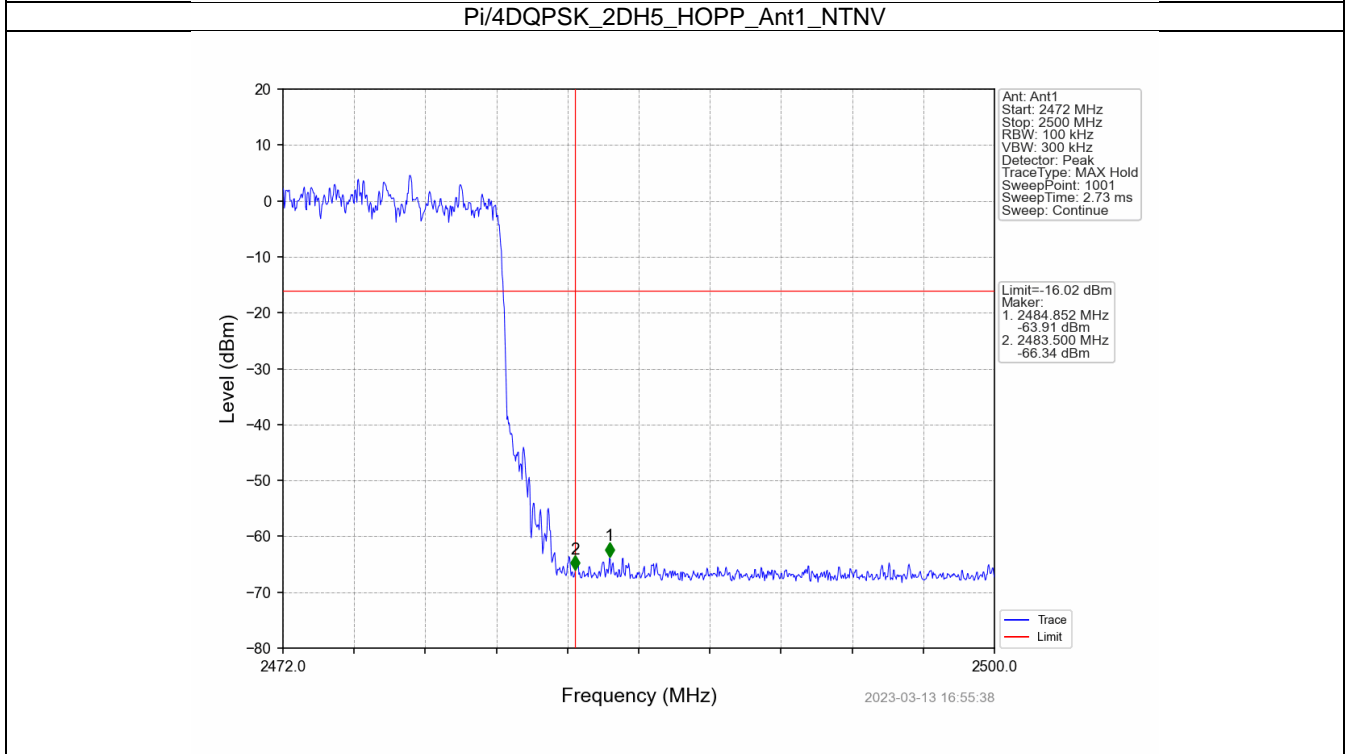 Pi/4DQPSK_2DH5_HOPP_Ant1_NTNV
20
10
0
−10
−20
−30
−40
−50
−60
−70
−80
Level (dBm)
2
1
2472.0
2500.0
Frequency (MHz)
2023-03-13 16:55:38
Ant: Ant1
Start: 2472 MHz
Stop: 2500 MHz
RBW: 100 kHz
VBW: 300 kHz
Detector: Peak
TraceType: MAX Hold
SweepPoint: 1001
SweepTime: 2.73 ms
Sweep: Continue
Limit=-16.02 dBm
Maker:
1. 2484.852 MHz
-63.91 dBm
2. 2483.500 MHz
-66.34 dBm
Trace
Limit